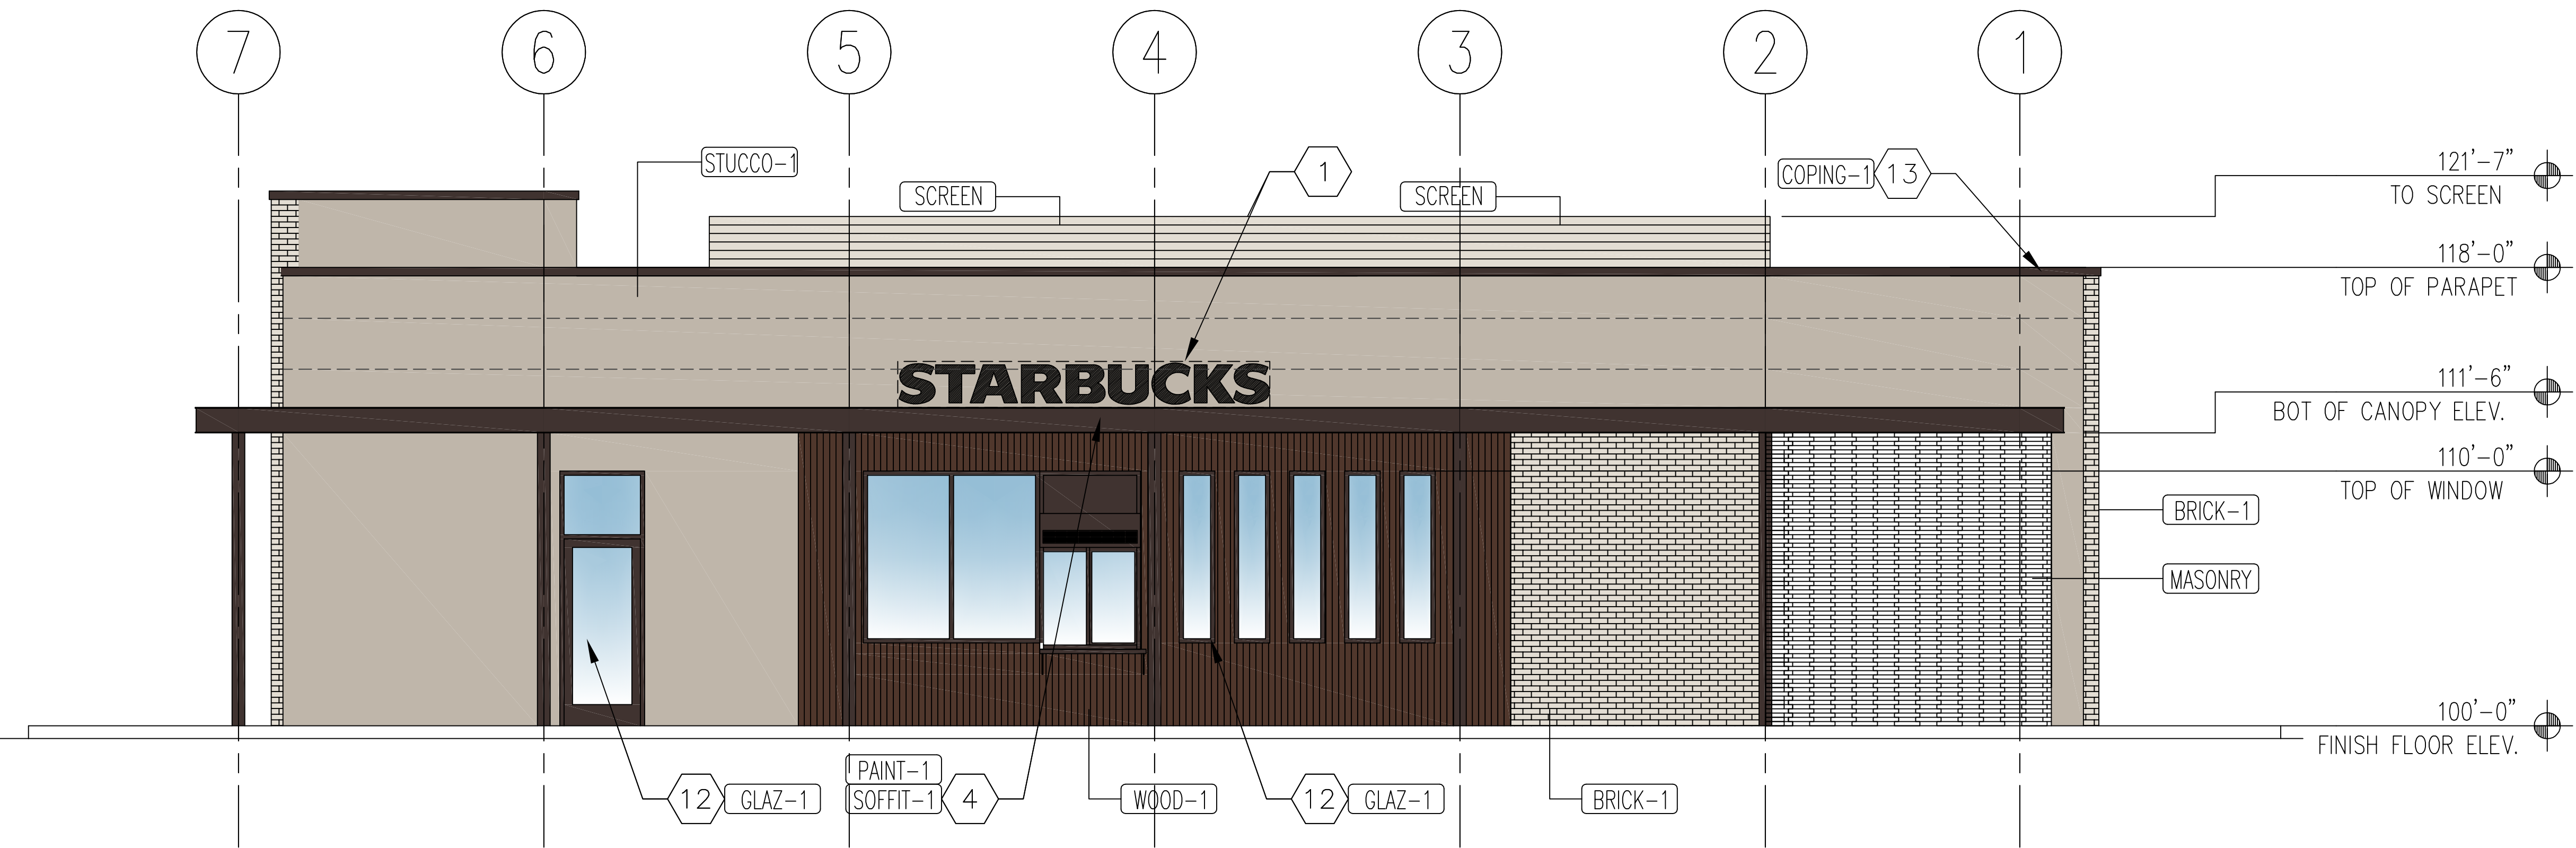 7 6 5 4 3 2 1
STUCCO-1
SCREEN
1
SCREEN
COPING-1 13
121'-7"
TO SCREEN
118'-0"
TOP OF PARAPET
STARBUCKS
111'-6"
BOT OF CANOPY ELEV.
110'-0"
TOP OF WINDOW
BRICK-1
MASONRY
100'-0"
FINISH FLOOR ELEV.
12 GLAZ-1
PAINT-1
SOFFIT-1 4
WOOD-1
12 GLAZ-1
BRICK-1